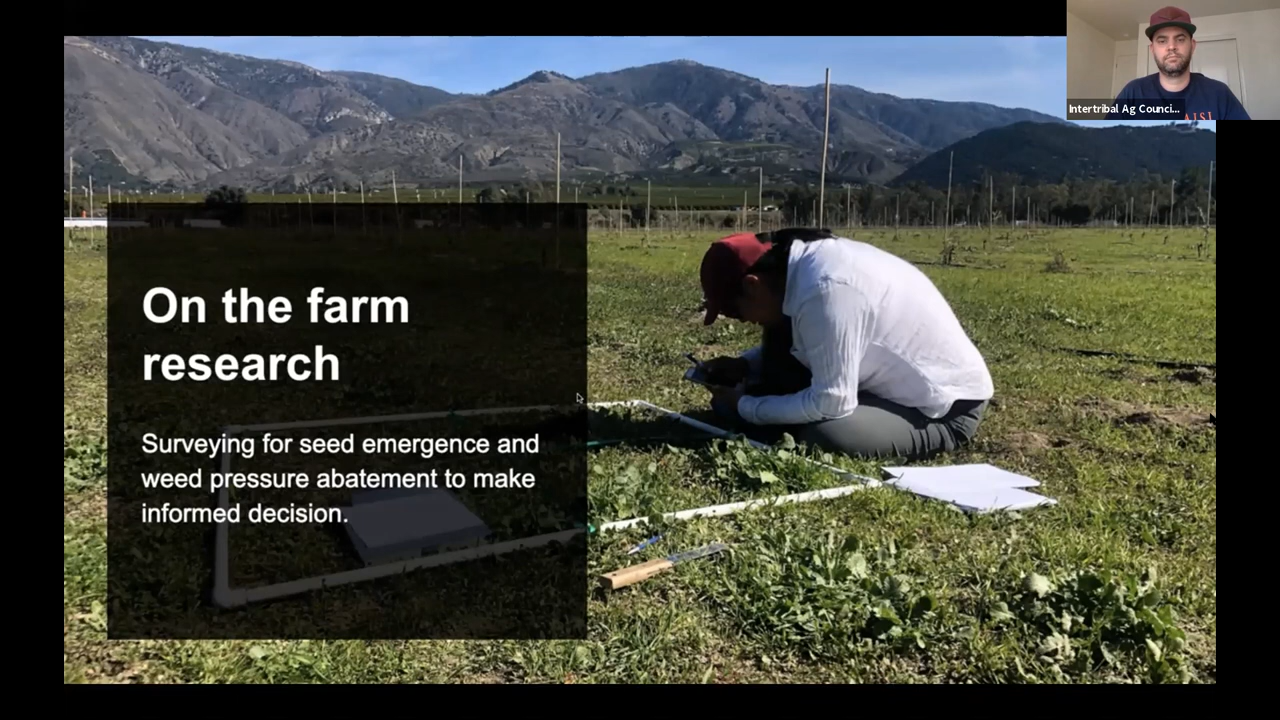 Intertribal Ag Counci...
AISL
On the farm
research
Surveying for seed emergence and
weed pressure abatement to make
informed decision.